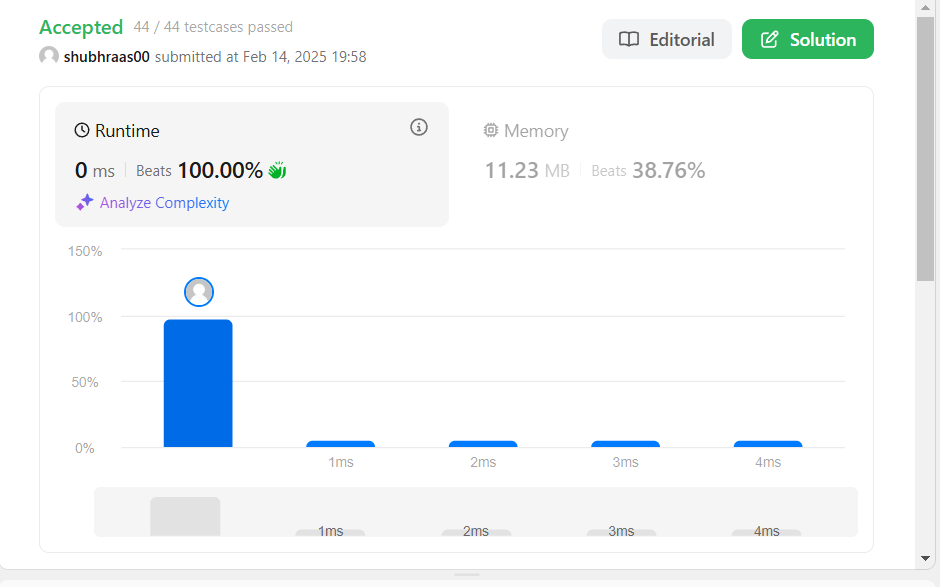 Accepted 44 / 44 testcases passed
shubhraas00 submitted at Feb 14, 2025 19:58
Editorial
Solution
Runtime
0 ms Beats 100.00%
Analyze Complexity
Memory
11.23 MB Beats 38.76%
150%
100%
50%
0%
1ms 2ms 3ms 4ms
1ms 2ms 3ms 4ms